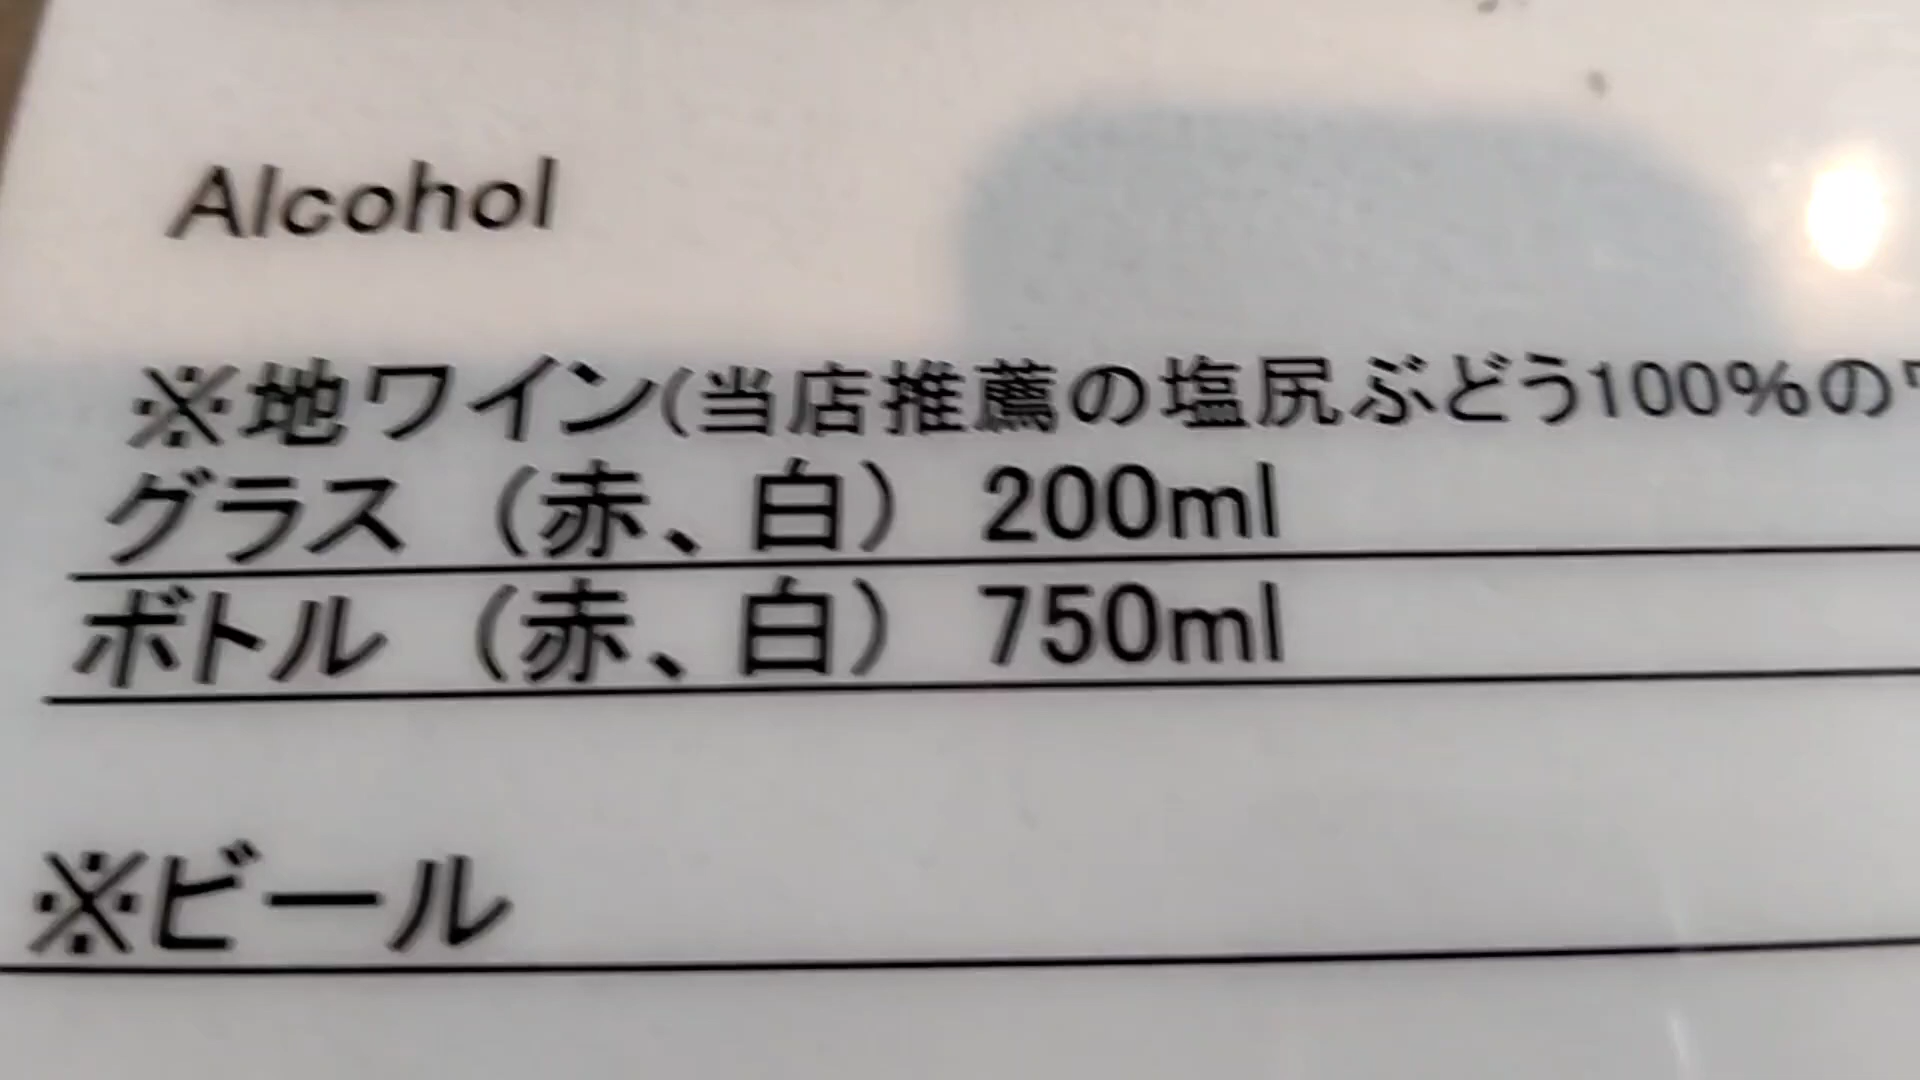 Alcohol
※地ワイン(当店推薦の塩尻ぶどう100%の
グラス （赤、白） 200ml
ボトル （赤、白） 750ml
※ビール